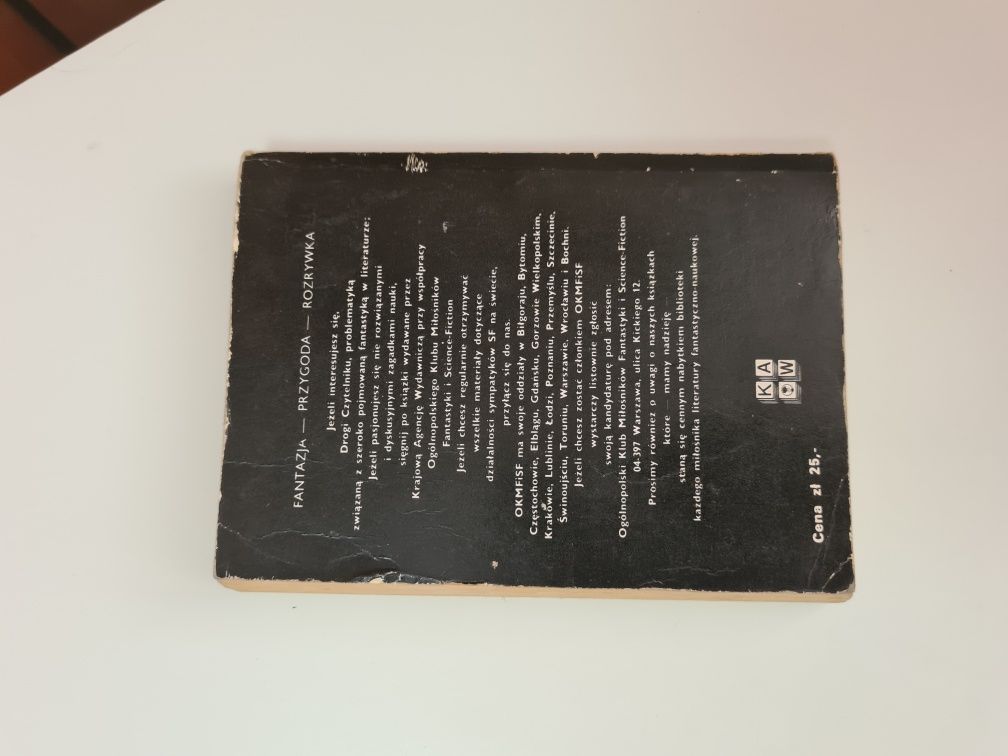 FANTAZJA — PRZYGODA — ROZRYWKA
Jeżeli interesujesz się,
Drogi Czytelniku, problematyką
związaną z szeroko pojmowaną fantastyką w literaturze;
Jeżeli pasjonujesz się nie rozwiązanymi
i dyskusyjnymi zagadkami nauki,
sięgnij po książki wydawane przez
Krajową Agencję Wydawniczą przy współpracy
Ogólnopolskiego Klubu Miłośników
Fantastyki i Science-Fiction
Jeżeli chcesz regularnie otrzymywać
wszelkie materiały dotyczące
działalności sympatyków SF na świecie,
przyłącz się do nas.
OKMFiSF ma swoje oddziały w Biłgoraju, Bytomiu,
Częstochowie, Elblągu, Gdańsku, Gorzowie Wielkopolskim,
Krakowie, Lublinie, Łodzi, Poznaniu, Przemyślu, Szczecinie,
Świnoujściu, Toruniu, Warszawie, Wrocławiu i Bochni.
Jeżeli chcesz zostać członkiem OKMFiSF
wystarczy listownie zgłosić
swoją kandydaturę pod adresem:
Ogólnopolski Klub Miłośników Fantastyki i Science-Fiction
04-397 Warszawa, ulica Kickiego 12.
Prosimy również o uwagi o naszych książkach
które — mamy nadzieję —
staną się cennym nabytkiem biblioteki
każdego miłośnika literatury fantastyczno-naukowej.
KA
W
Cena zł 25,-